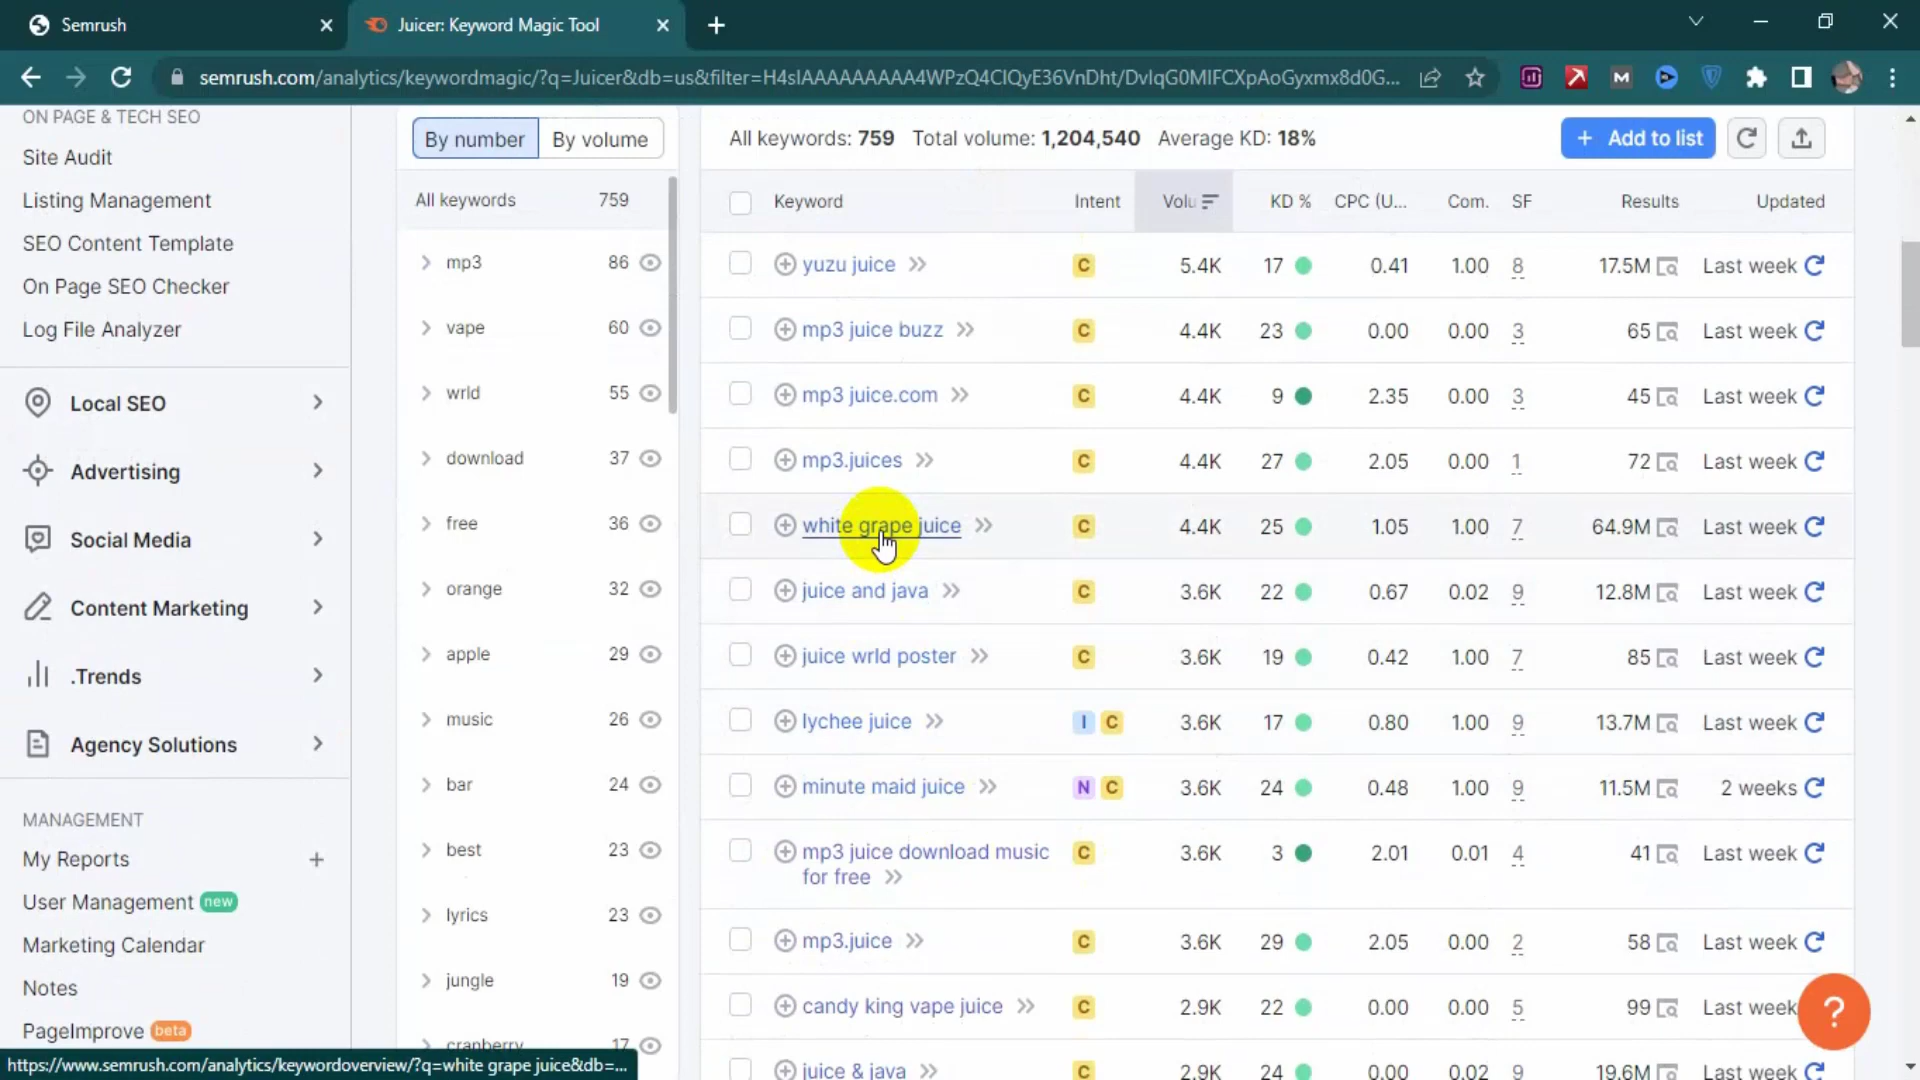 Semrush
Juicer: Keyword Magic Tool
semrush.com/analytics/keywordmagic/?q=Juicer&db=us&filter=H4sIAAAAAAAAA4WPzQ4CIQyE36VnDht/DvIqG0MIFCXpAoGyxmx8d0G...
ON PAGE & TECH SEO
Site Audit
Listing Management
SEO Content Template
On Page SEO Checker
Log File Analyzer
Local SEO
Advertising
Social Media
Content Marketing
.Trends
Agency Solutions
MANAGEMENT
My Reports
User Management new
Marketing Calendar
Notes
PageImprove beta
https://www.semrush.com/analytics/keywordoverview/?q=white grape juice&db=...
By number By volume
All keywords 759
mp3 86
vape 60
wrld 55
download 37
free 36
orange 32
apple 29
music 26
bar 24
best 23
lyrics 23
jungle 19
cranberry 17
All keywords: 759 Total volume: 1,204,540 Average KD: 18%
+ Add to list
Keyword Intent Volu KD % CPC (U... Com. SF Results Updated
yuzu juice C 5.4K 17 0.41 1.00 8 17.5M Last week
mp3 juice buzz C 4.4K 23 0.00 0.00 3 65 Last week
mp3 juice.com C 4.4K 9 2.35 0.00 3 45 Last week
mp3.juices C 4.4K 27 2.05 0.00 1 72 Last week
white grape juice C 4.4K 25 1.05 1.00 7 64.9M Last week
juice and java C 3.6K 22 0.67 0.02 9 12.8M Last week
juice wrld poster C 3.6K 19 0.42 1.00 7 85 Last week
lychee juice I C 3.6K 17 0.80 1.00 9 13.7M Last week
minute maid juice N C 3.6K 24 0.48 1.00 9 11.5M 2 weeks
mp3 juice download music C 3.6K 3 2.01 0.01 4 41 Last week
for free
mp3.juice C 3.6K 29 2.05 0.00 2 58 Last week
candy king vape juice C 2.9K 22 0.00 0.00 5 99 Last week
?
juice & java C 2.9K 24 0.00 0.02 9 19.6M Last week